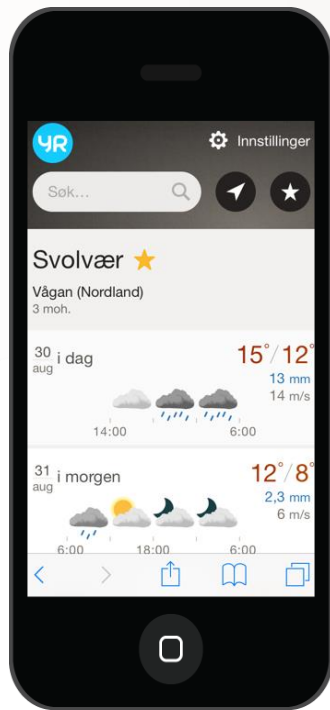 YR
Innstillinger
Søk...
Svolvær
Vågan (Nordland)
3 moh.
30 aug i dag
15°/12°
13 mm
14 m/s
14:00 6:00
31 aug i morgen
12°/8°
2,3 mm
6 m/s
6:00 18:00 6:00